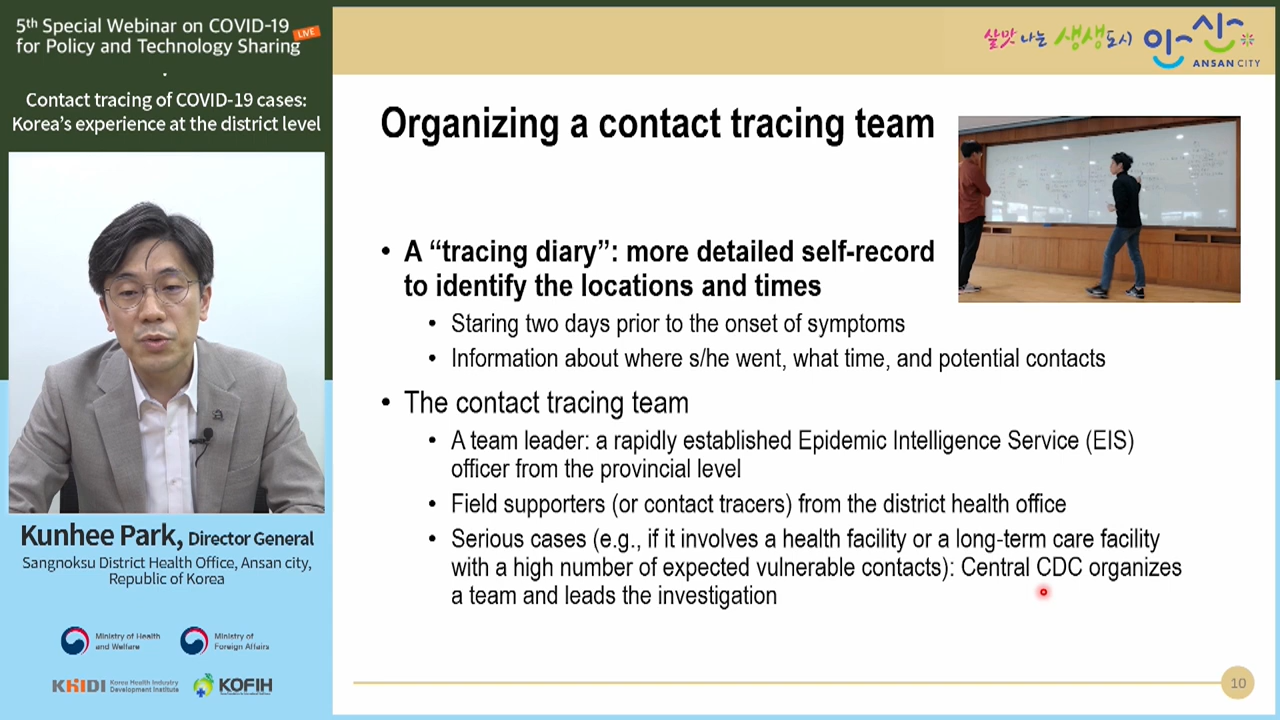 5th Special Webinar on COVID-19
LIVE
for Policy and Technology Sharing
Contact tracing of COVID-19 cases:
Korea's experience at the district level
Kunhee Park, Director General
Sangnoksu District Health Office, Ansan city,
Republic of Korea
Ministry of Health
and Welfare
Ministry of
Foreign Affairs
KHIDI Korea Health Industry
Development Institute
KOFIH
살맛 나는 생생도시 안산
ANSAN CITY
Organizing a contact tracing team
• A “tracing diary”: more detailed self-record
to identify the locations and times
• Staring two days prior to the onset of symptoms
• Information about where s/he went, what time, and potential contacts
• The contact tracing team
• A team leader: a rapidly established Epidemic Intelligence Service (EIS)
officer from the provincial level
• Field supporters (or contact tracers) from the district health office
• Serious cases (e.g., if it involves a health facility or a long-term care facility
with a high number of expected vulnerable contacts): Central CDC organizes
a team and leads the investigation
10